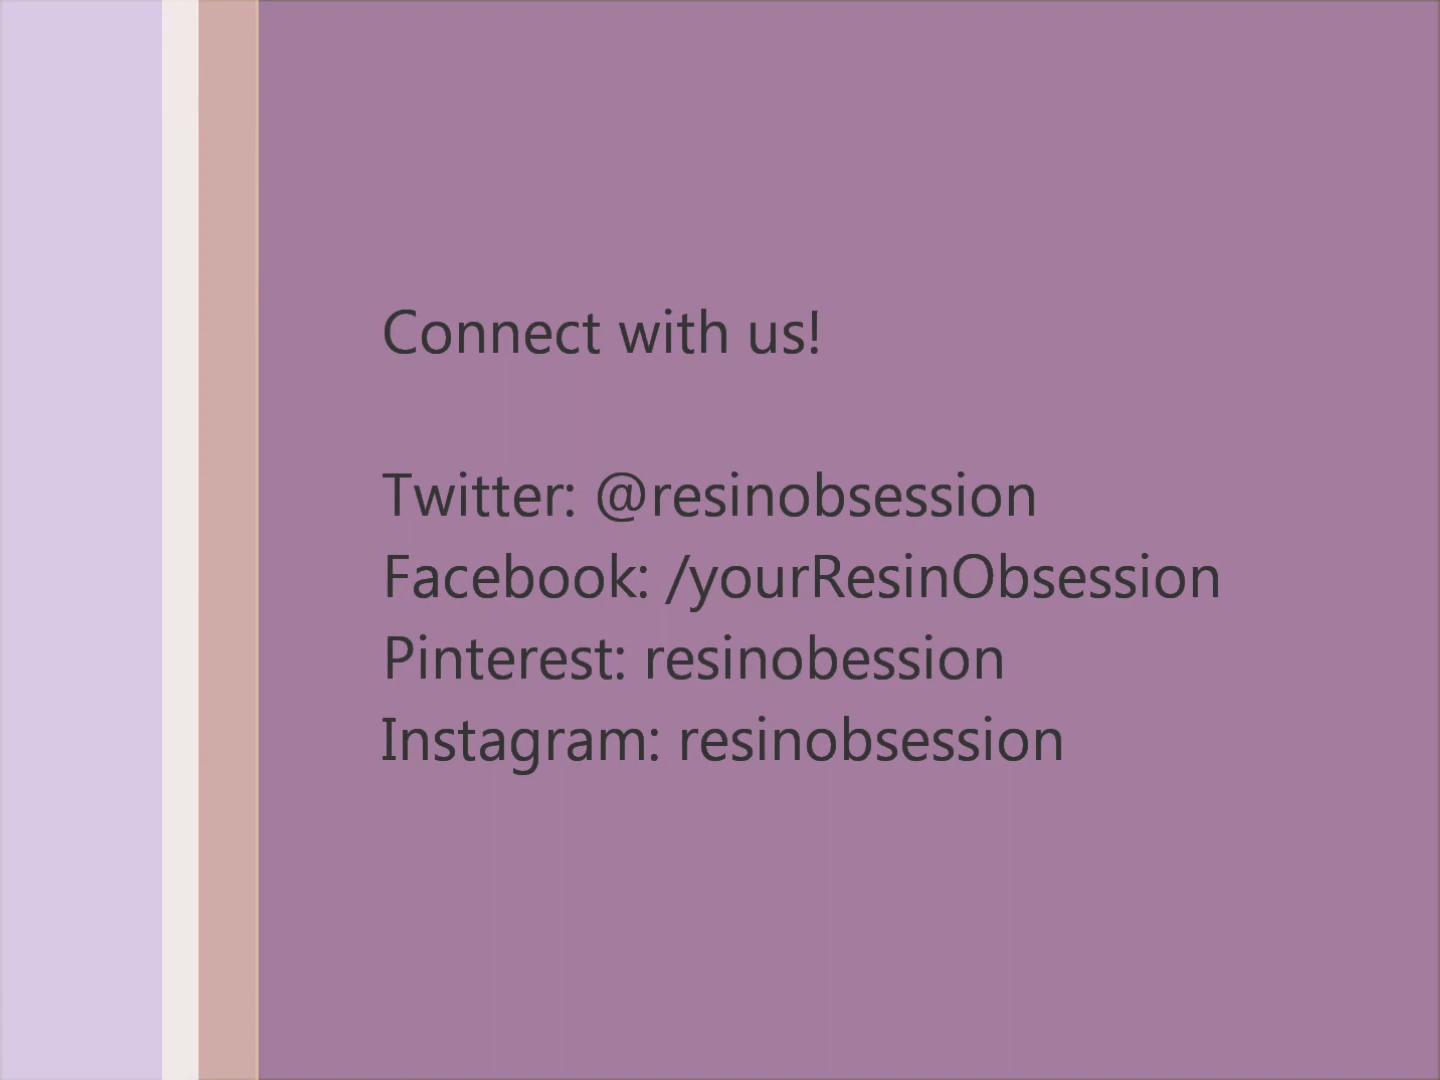 Connect with us!
Twitter: @resinobsession
Facebook: /yourResinObsession
Pinterest: resinobession
Instagram: resinobsession